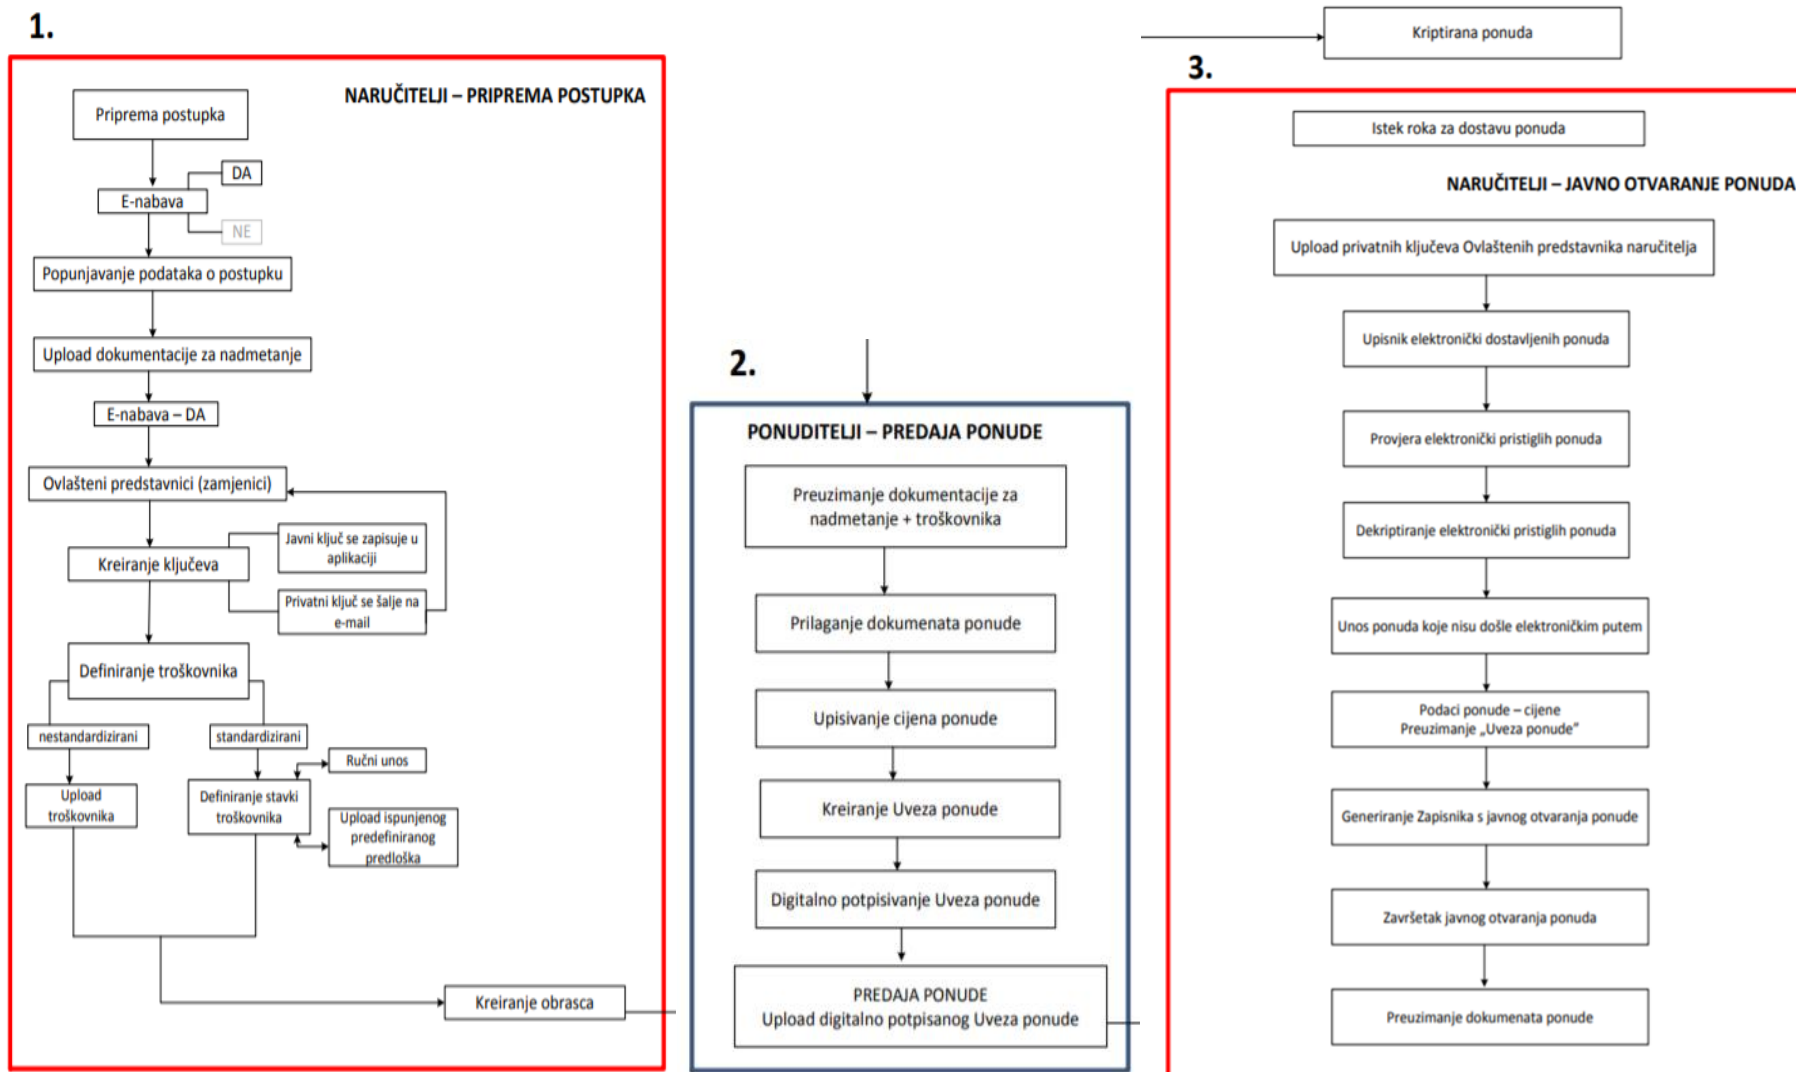 1.
NARUČITELJI – PRIPREMA POSTUPKA
Priprema postupka
DA
E-nabava
NE
Popunjavanje podataka o postupku
Upload dokumentacije za nadmetanje
E-nabava – DA
Ovlašteni predstavnici (zamjenici)
Javni ključ se zapisuje u
aplikaciji
Kreiranje ključeva
Privatni ključ se šalje na
e-mail
Definiranje troškovnika
nestandardizirani
standardizirani
Ručni unos
Upload
troškovnika
Definiranje stavki
troškovnika
Upload ispunjenog
predefiniranog
predloška
Kreiranje obrasca
2.
PONUDITELJI – PREDAJA PONUDE
Preuzimanje dokumentacije za
nadmetanje + troškovnika
Prilaganje dokumenata ponude
Upisivanje cijena ponude
Kreiranje Uveza ponude
Digitalno potpisivanje Uveza ponude
PREDAJA PONUDE
Upload digitalno potpisanog Uveza ponude
Kriptirana ponuda
3.
Istek roka za dostavu ponuda
NARUČITELJI – JAVNO OTVARANJE PONUDA
Upload privatnih ključeva Ovlaštenih predstavnika naručitelja
Upisnik elektronički dostavljenih ponuda
Provjera elektronički pristiglih ponuda
Dekriptiranje elektronički pristiglih ponuda
Unos ponuda koje nisu došle elektroničkim putem
Podaci ponude – cijene
Preuzimanje „Uveza ponude”
Generiranje Zapisnika s javnog otvaranja ponude
Završetak javnog otvaranja ponuda
Preuzimanje dokumenata ponude